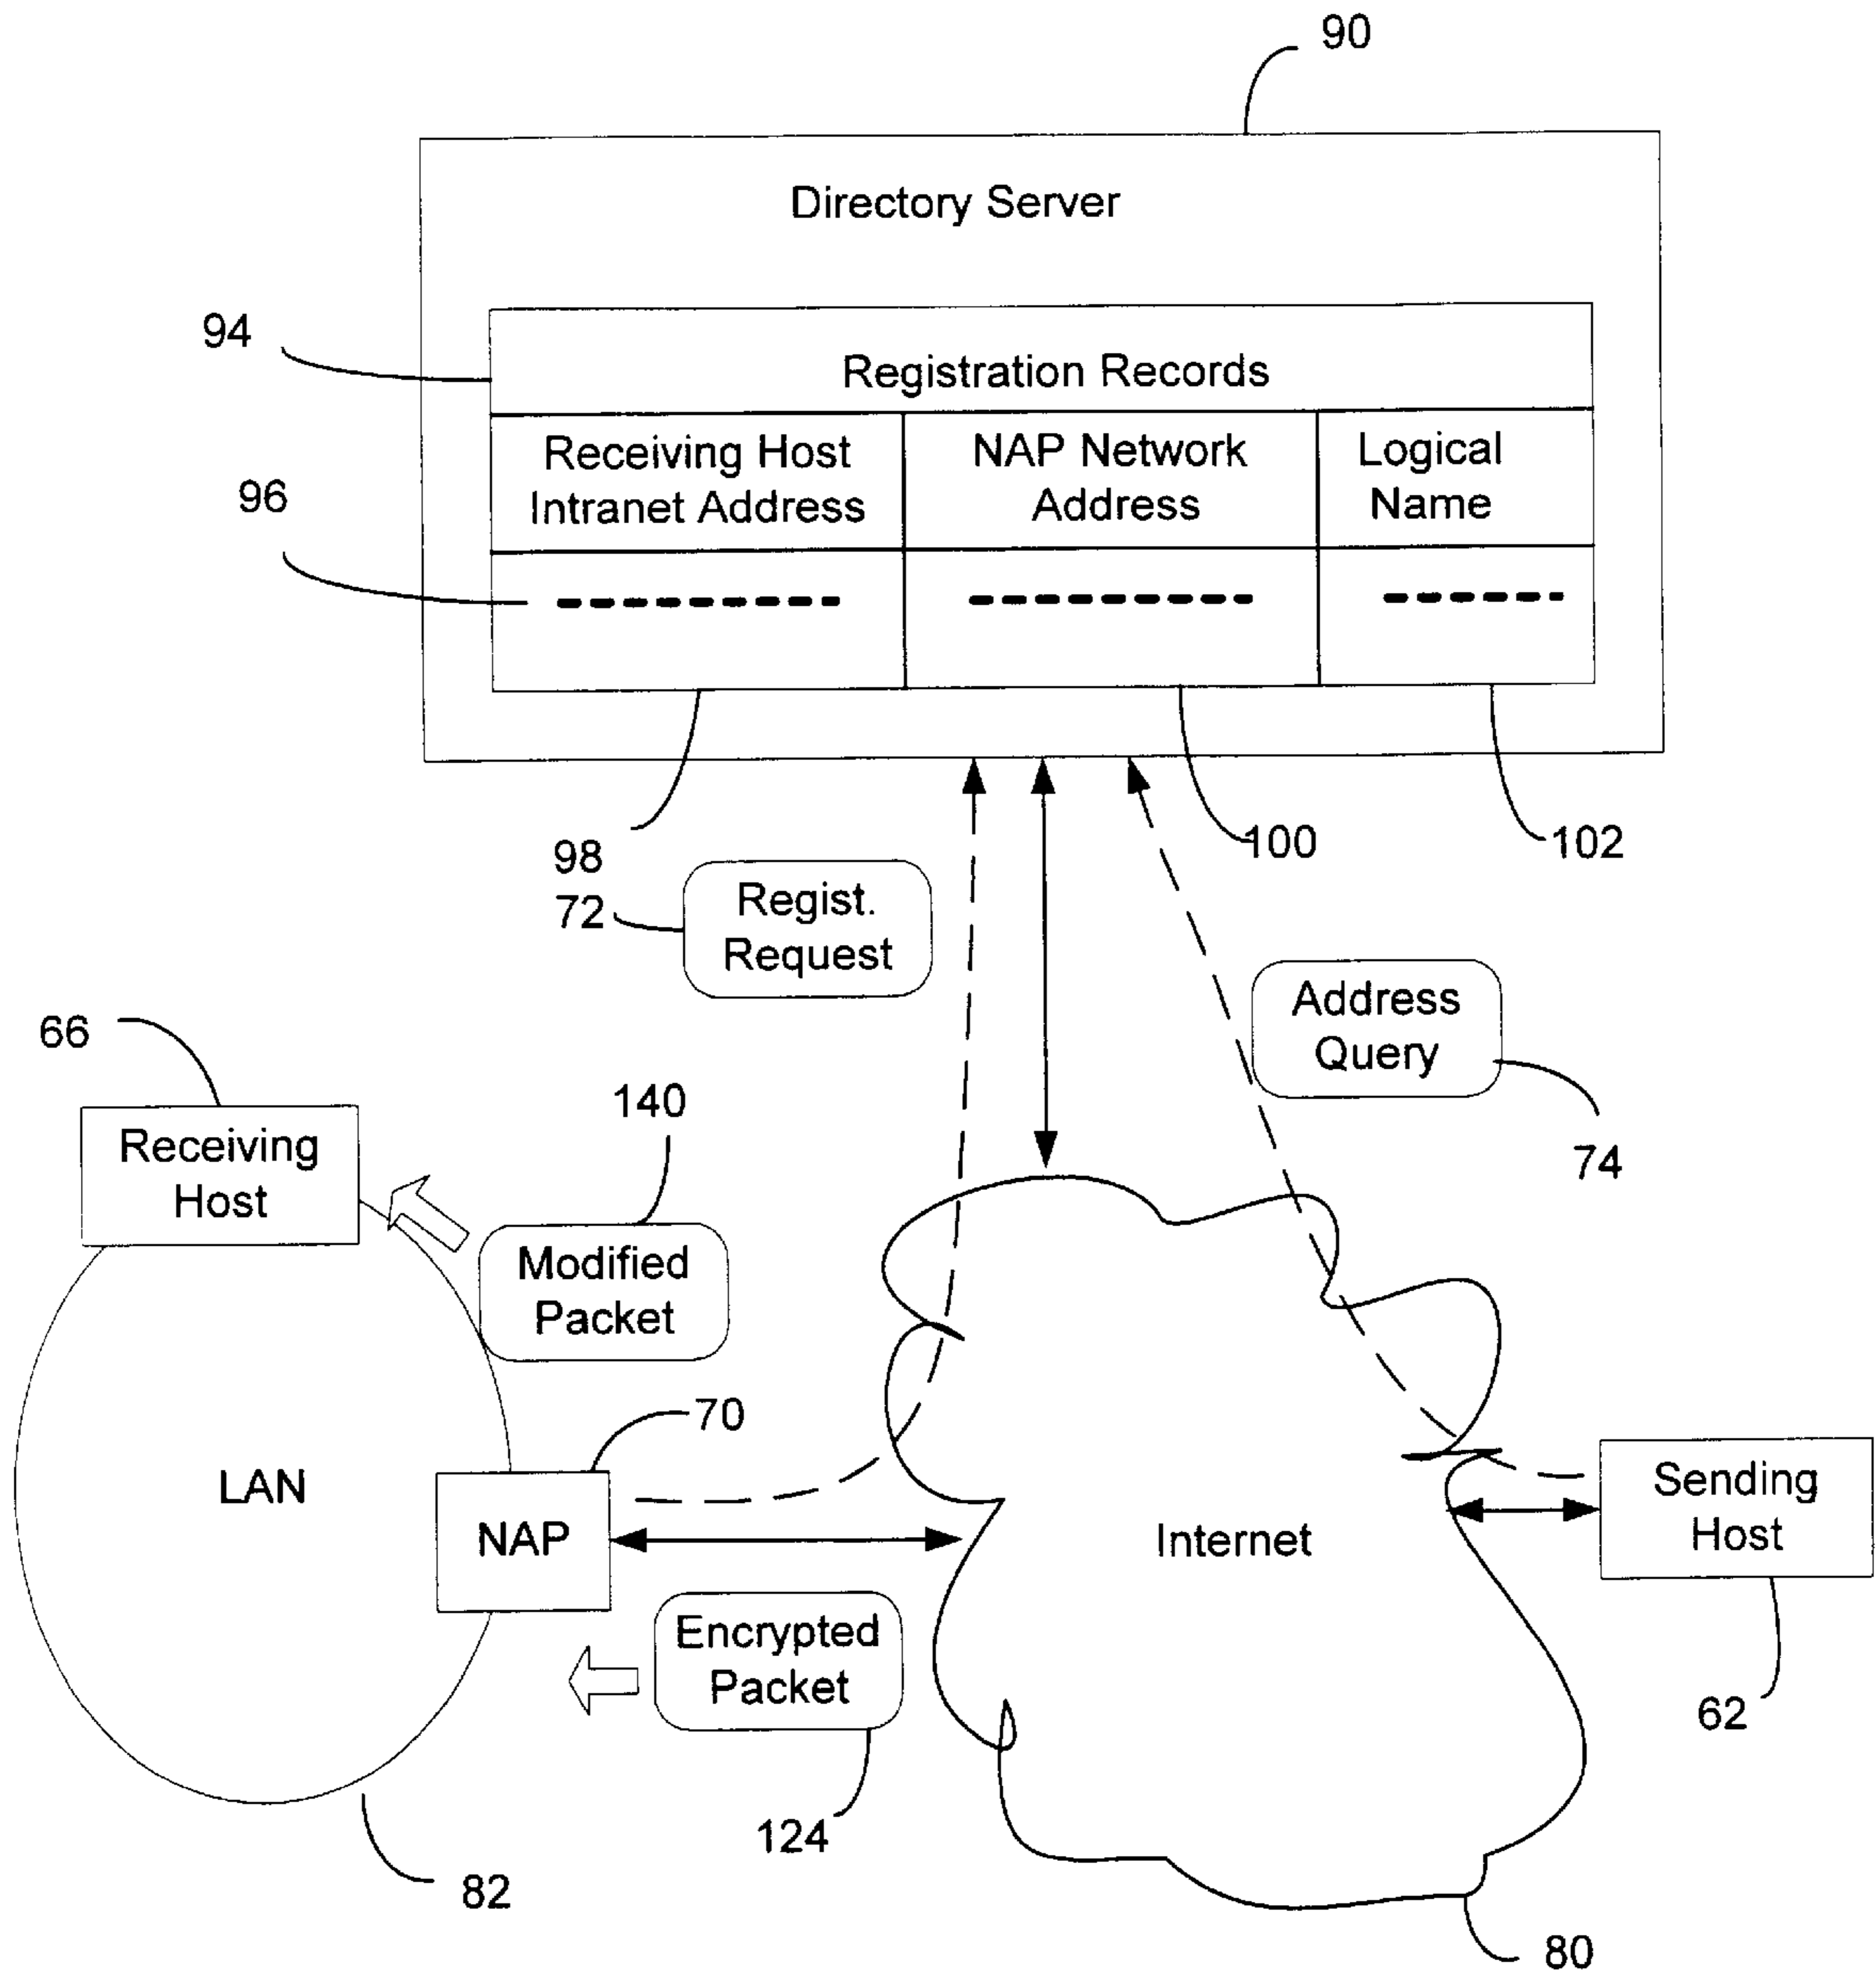 90
Directory Server
94
Registration Records
Receiving Host
Intranet Address
NAP Network
Address
Logical
Name
96
98
100
102
72
Regist.
Request
Address
Query
74
66
Receiving
Host
140
Modified
Packet
70
LAN
NAP
Internet
Sending
Host
Encrypted
Packet
62
124
82
80